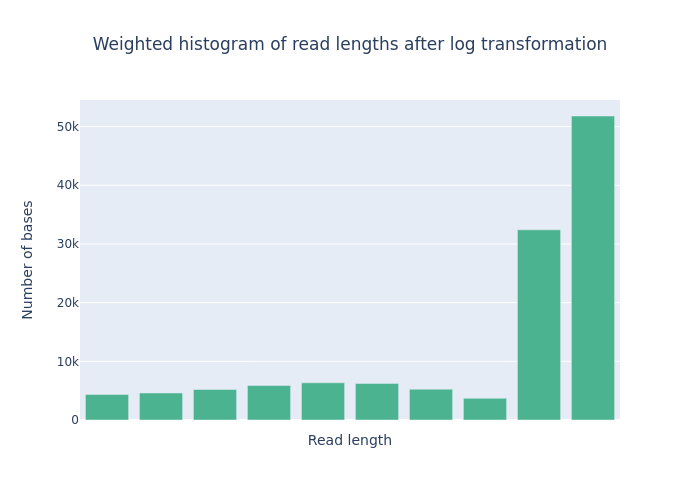 Weighted histogram of read lengths after log transformation
50k
40k
30k
20k
10k
0
Number of bases
Read length